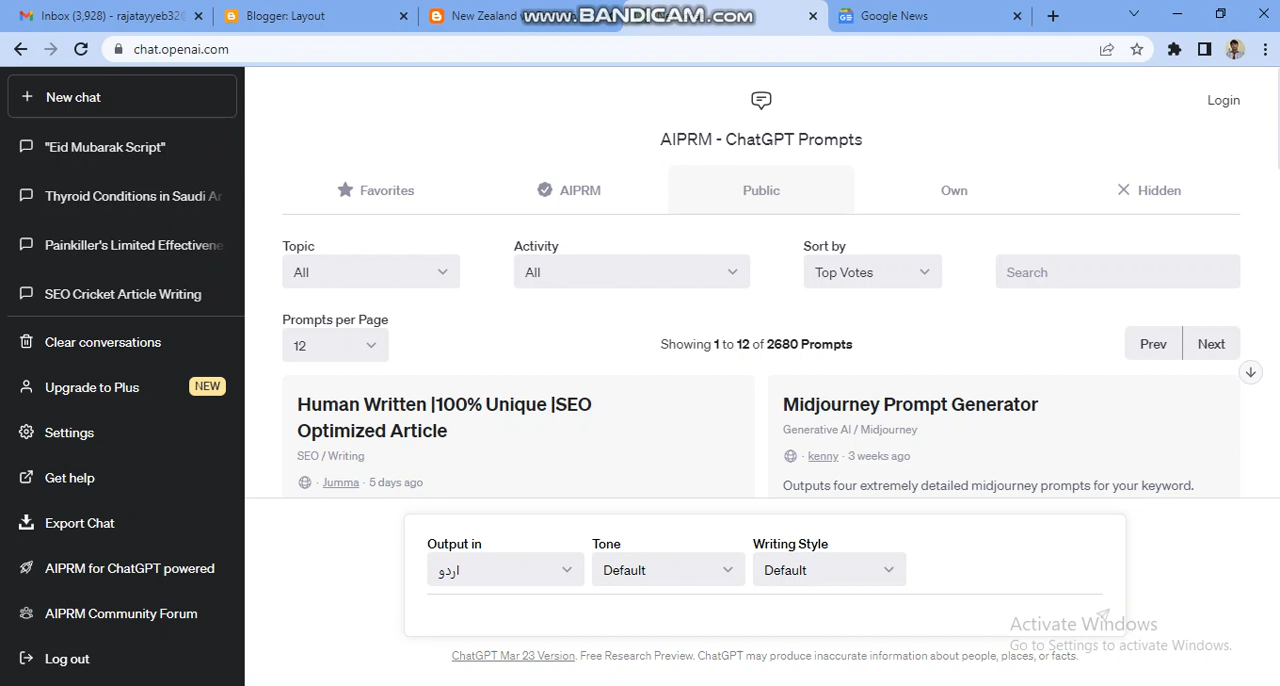 Inbox (3,928) - rajatayyeb32
Blogger: Layout
New Zealand
www.BANDICAM.com
Google News
chat.openai.com
New chat
"Eid Mubarak Script"
Thyroid Conditions in Saudi Ar
Painkiller's Limited Effectivene
SEO Cricket Article Writing
Clear conversations
Upgrade to Plus NEW
Settings
Get help
Export Chat
AIPRM for ChatGPT powered
AIPRM Community Forum
Log out
Login
AIPRM - ChatGPT Prompts
Favorites AIPRM Public Own Hidden
Topic Activity Sort by
All All Top Votes Search
Prompts per Page
12 Showing 1 to 12 of 2680 Prompts Prev Next
Human Written |100% Unique |SEO
Optimized Article
SEO / Writing
· Jumma · 5 days ago
Midjourney Prompt Generator
Generative AI / Midjourney
· kenny · 3 weeks ago
Outputs four extremely detailed midjourney prompts for your keyword.
Output in Tone Writing Style
اردو Default Default
Activate Windows
Go to Settings to activate Windows.
ChatGPT Mar 23 Version. Free Research Preview. ChatGPT may produce inaccurate information about people, places, or facts.